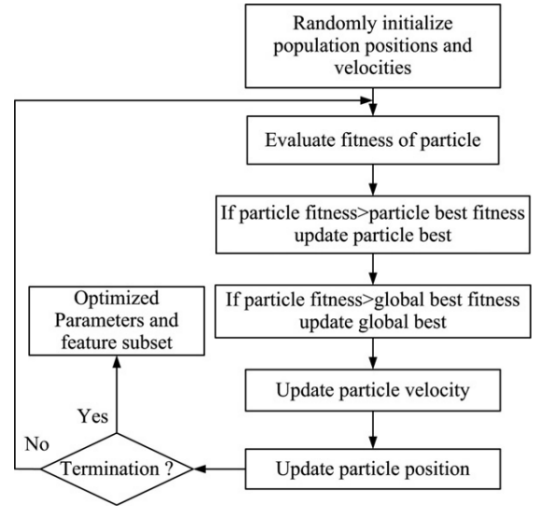 Randomly initialize
population positions and
velocities
Evaluate fitness of particle
If particle fitness>particle best fitness
update particle best
If particle fitness>global best fitness
update global best
Update particle velocity
Update particle position
Termination ?
Yes
No
Optimized
Parameters and
feature subset